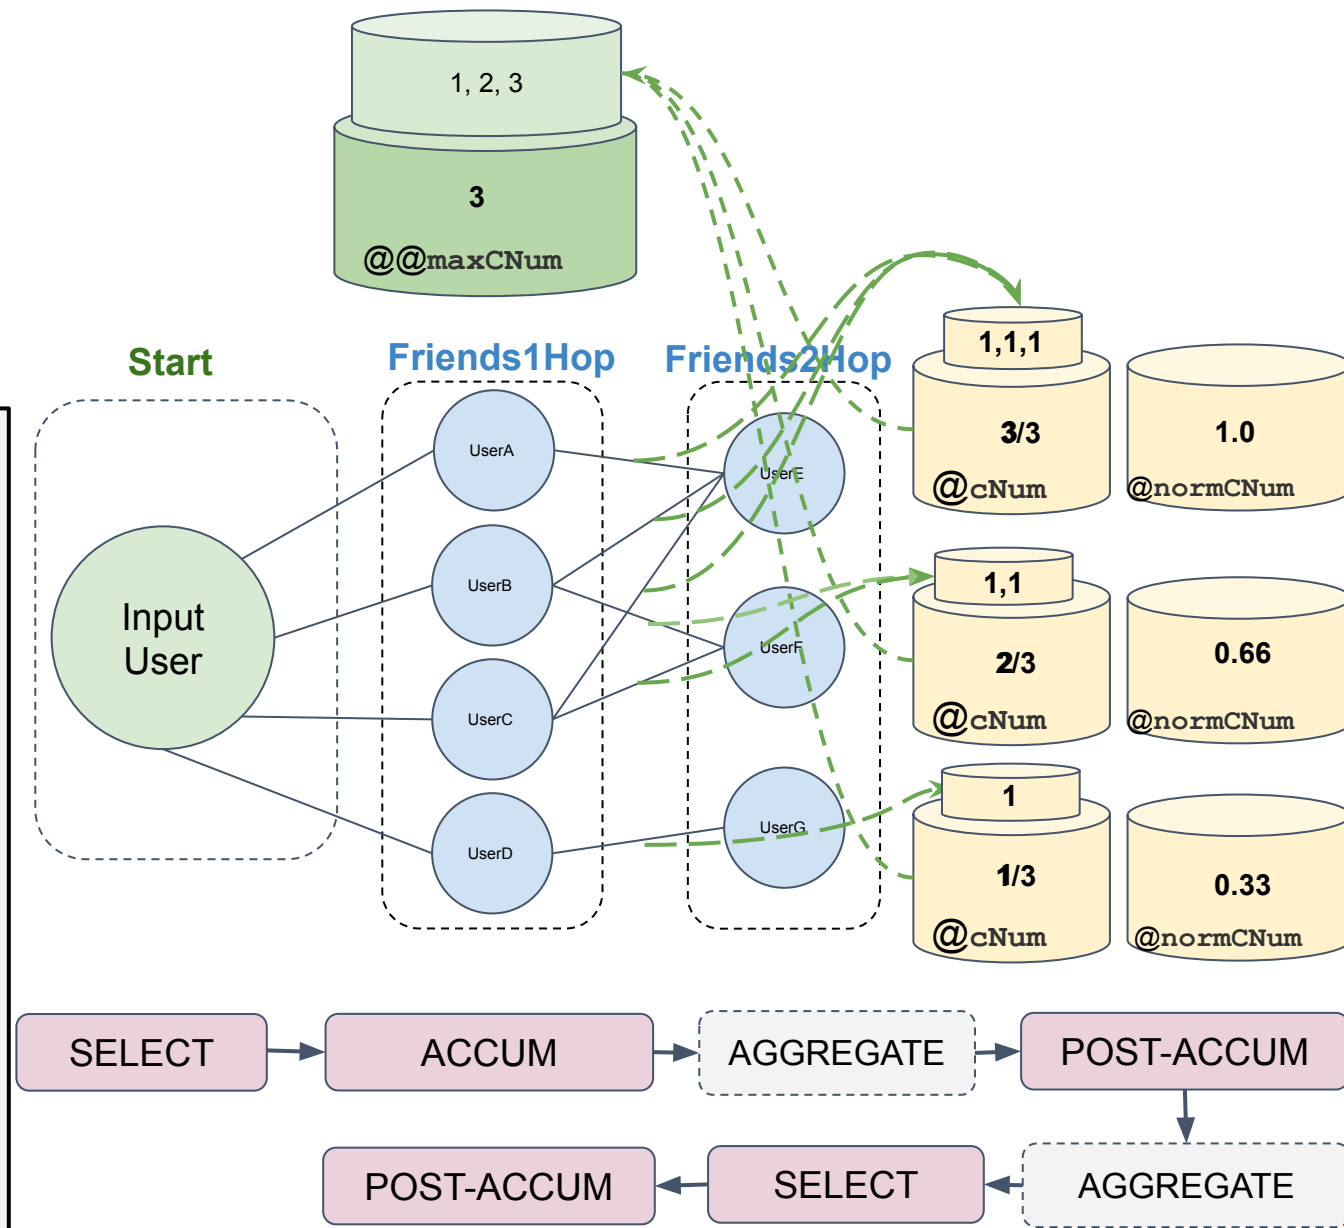 1, 2, 3
3
@@maxCNum
Start
Friends1Hop
Friends2Hop
Input
User
UserA
UserB
UserC
UserD
UserE
UserF
UserG
1,1,1
3/3
@cNum
1.0
@normCNum
1,1
2/3
@cNum
0.66
@normCNum
1
1/3
@cNum
0.33
@normCNum
SELECT
ACCUM
AGGREGATE
POST-ACCUM
POST-ACCUM
SELECT
AGGREGATE